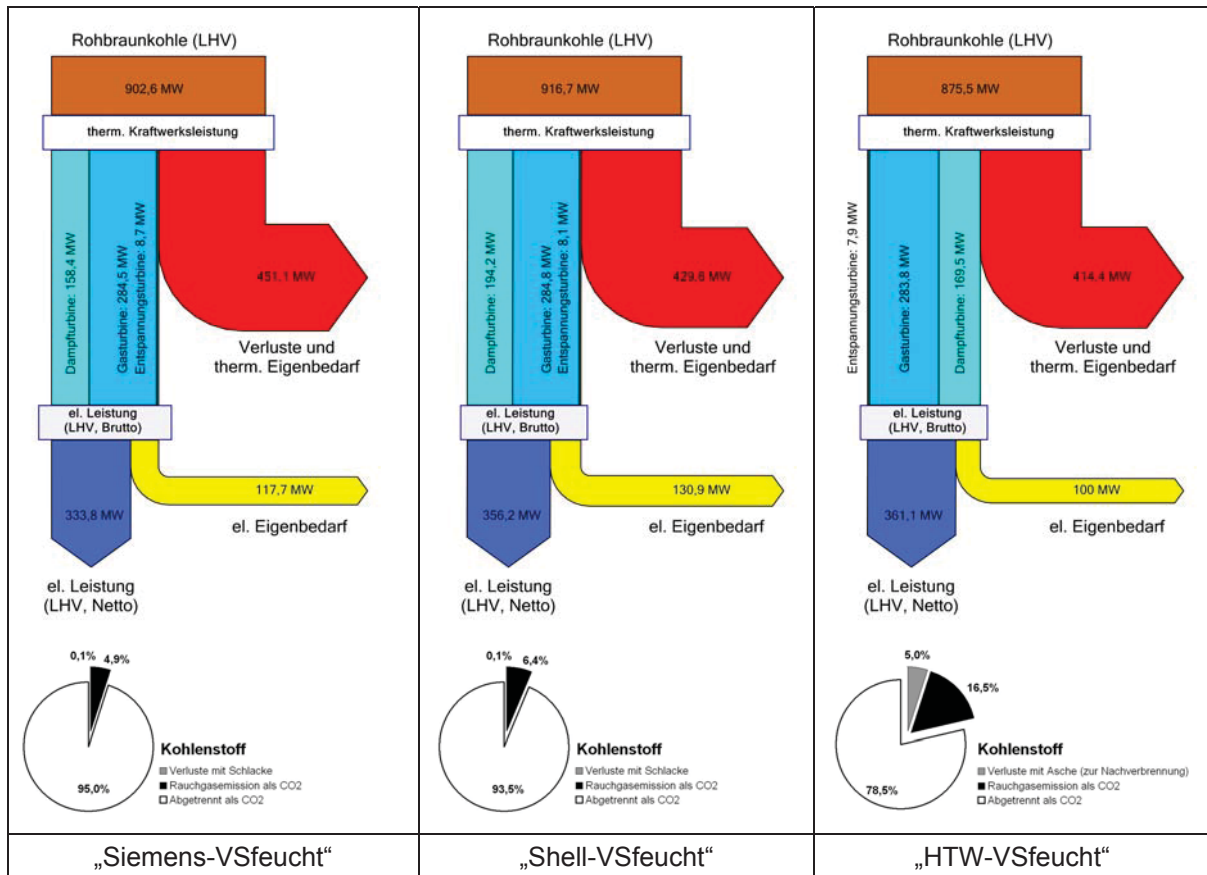 Rohbraunkohle (LHV)
902,6 MW
therm. Kraftwerksleistung
Dampfturbine: 158,4 MW
Gasturbine: 284,5 MW
Entspannungsturbine: 8,7 MW
451,1 MW
Verluste und
therm. Eigenbedarf
el. Leistung
(LHV, Brutto)
117,7 MW
333,8 MW
el. Eigenbedarf
el. Leistung
(LHV, Netto)
0,1%
4,9%
95,0%
Kohlenstoff
Verluste mit Schlacke
Rauchgasemission als CO2
Abgetrennt als CO2
„Siemens-VSfeucht“
Rohbraunkohle (LHV)
916,7 MW
therm. Kraftwerksleistung
Dampfturbine: 194,2 MW
Gasturbine: 284,8 MW
Entspannungsturbine: 8,1 MW
429,6 MW
Verluste und
therm. Eigenbedarf
el. Leistung
(LHV, Brutto)
130,9 MW
356,2 MW
el. Eigenbedarf
el. Leistung
(LHV, Netto)
0,1%
6,4%
93,5%
Kohlenstoff
Verluste mit Schlacke
Rauchgasemission als CO2
Abgetrennt als CO2
„Shell-VSfeucht“
Rohbraunkohle (LHV)
875,5 MW
therm. Kraftwerksleistung
Entspannungsturbine: 7,9 MW
Gasturbine: 283,8 MW
Dampfturbine: 169,5 MW
414,4 MW
Verluste und
therm. Eigenbedarf
el. Leistung
(LHV, Brutto)
100 MW
361,1 MW
el. Eigenbedarf
el. Leistung
(LHV, Netto)
5,0%
16,5%
78,5%
Kohlenstoff
Verluste mit Asche (zur Nachverbrennung)
Rauchgasemission als CO2
Abgetrennt als CO2
„HTW-VSfeucht“